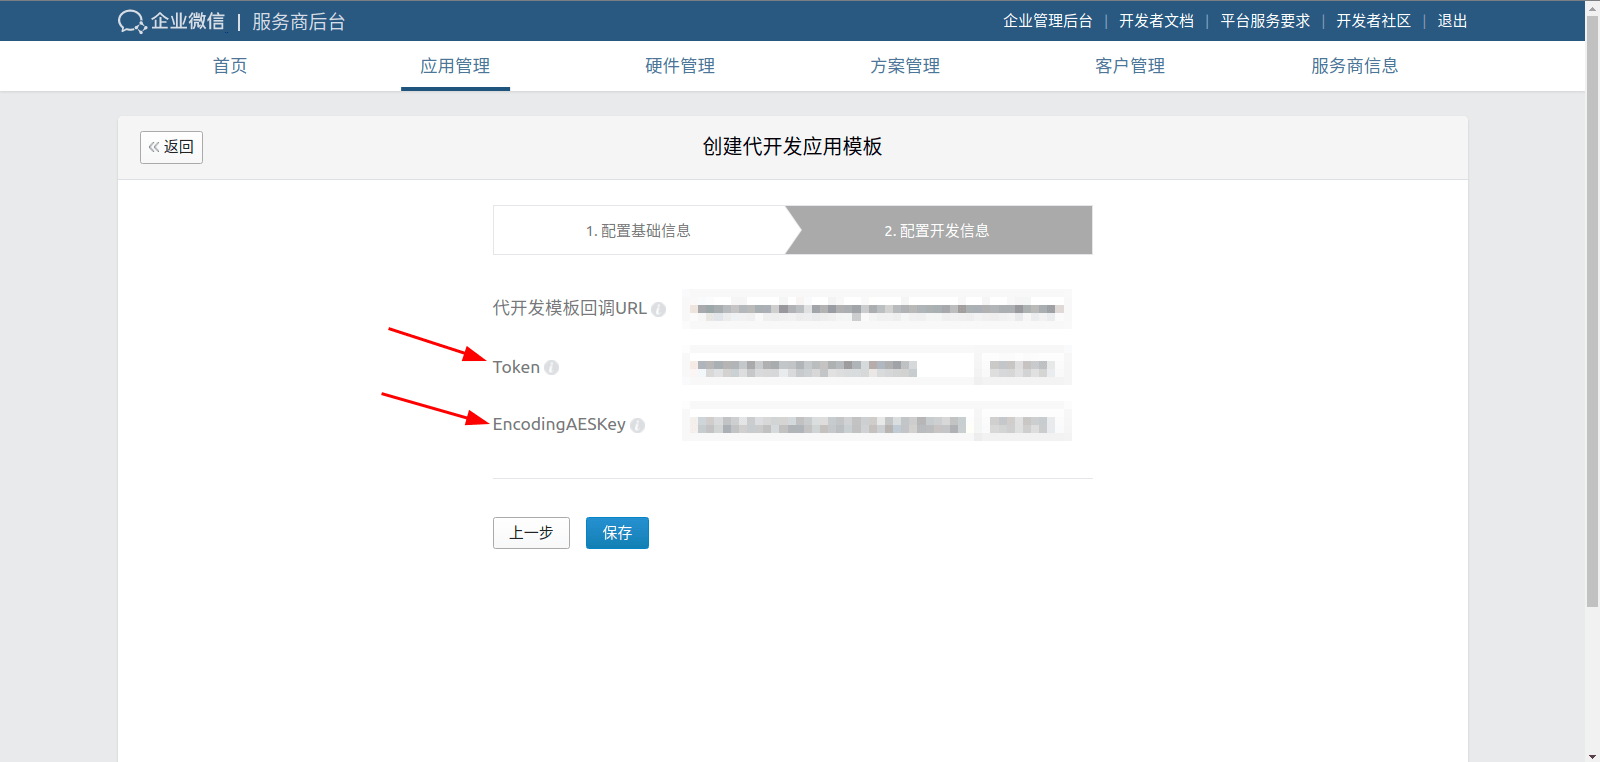 企业微信 | 服务商后台
企业管理后台 | 开发者文档 | 平台服务要求 | 开发者社区 | 退出
首页 应用管理 硬件管理 方案管理 客户管理 服务商信息
返回
创建代开发应用模板
1. 配置基础信息
2. 配置开发信息
代开发模板回调URL
Token
EncodingAESKey
上一步 保存